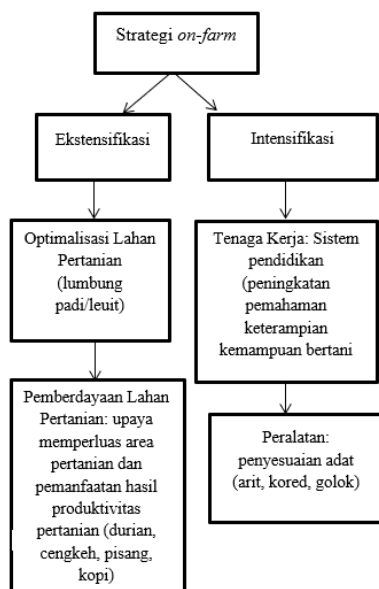 Strategi on-farm
Ekstensifikasi
Intensifikasi
Optimalisasi Lahan
Pertanian
(lumbung
padi/leuit)
Tenaga Kerja: Sistem
pendidikan
(peningkatan
pemahaman
keterampian
kemampuan bertani
Pemberdayaan Lahan
Pertanian: upaya
memperluas area
pertanian dan
pemanfaatan hasil
produktivitas
pertanian (durian,
cengkeh, pisang,
kopi)
Peralatan:
penyesuaian adat
(arit, kored, golok)